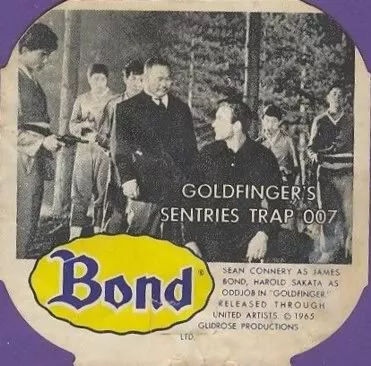 GOLDFINGER'S
SENTRIES TRAP 007
Bond®
SEAN CONNERY AS JAMES
BOND, HAROLD SAKATA AS
ODDJOB IN "GOLDFINGER."
RELEASED THROUGH
UNITED ARTISTS © 1965
GLIDROSE PRODUCTIONS
LTD.